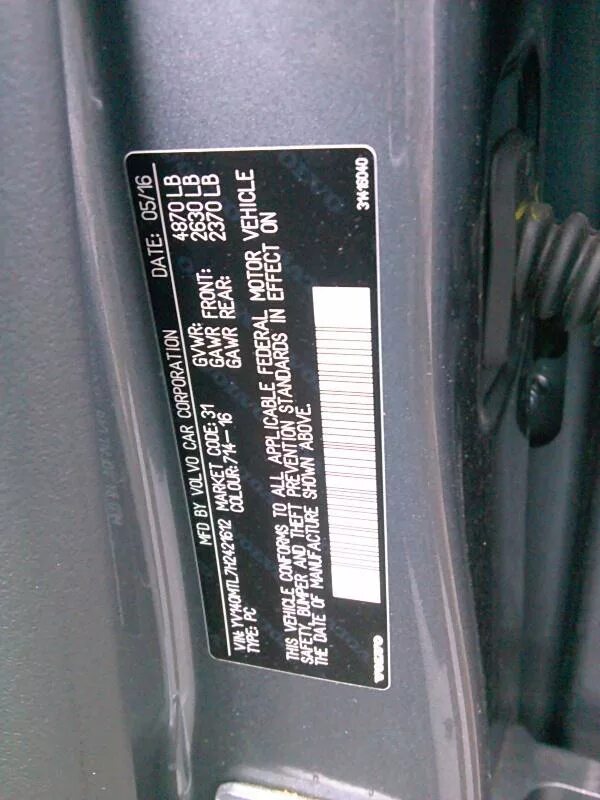 MFD BY VOLVO CAR CORPORATION DATE: 05/16
VIN: YV140MTL7H2421612 MARKET CODE: 31 GVWR: 4870 LB
TYPE: PC COLOUR: 714-16 GAWR FRONT: 2630 LB
GAWR REAR: 2370 LB
THIS VEHICLE CONFORMS TO ALL APPLICABLE FEDERAL MOTOR VEHICLE
SAFETY, BUMPER AND THEFT PREVENTION STANDARDS IN EFFECT ON
THE DATE OF MANUFACTURE SHOWN ABOVE.
VOLVO 31416040